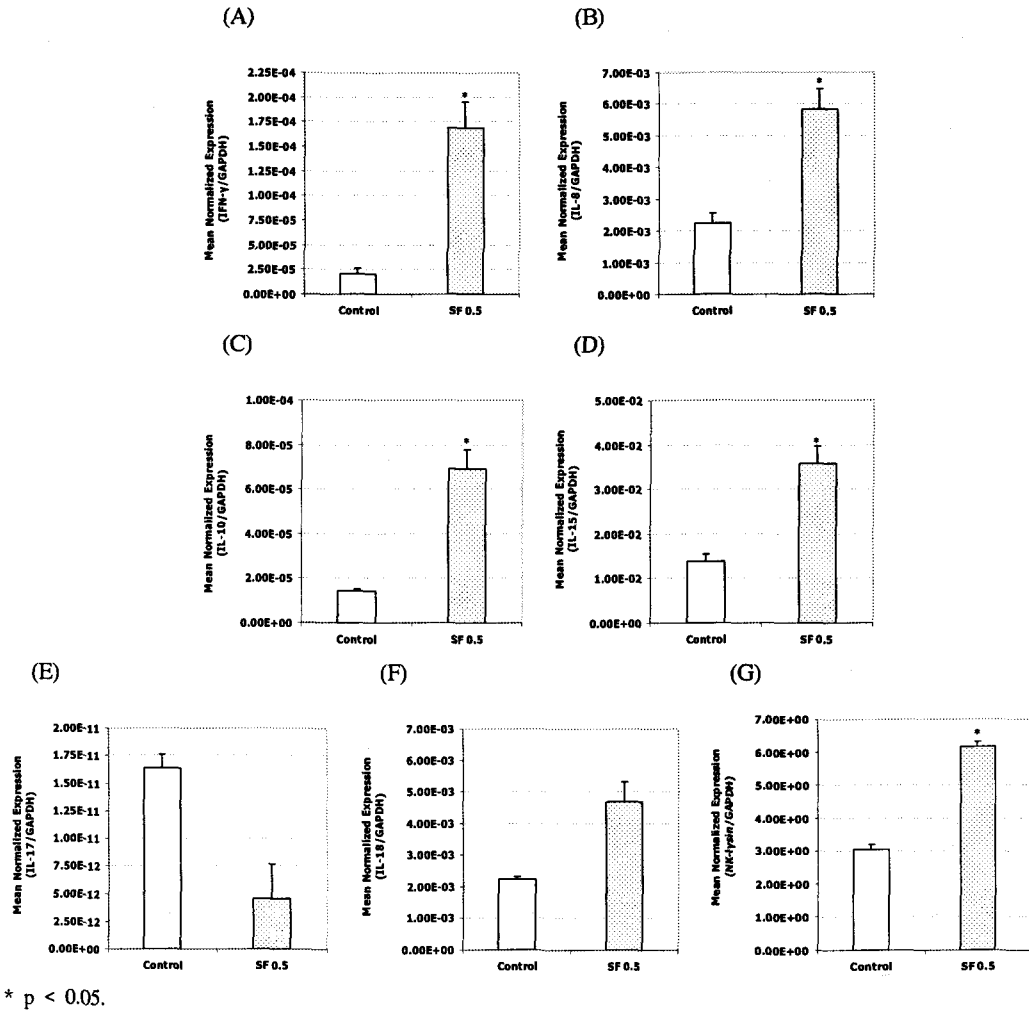 (A)
Mean Normalized Expression
(IFN-γ/GAPDH)
2.25E-04
2.00E-04
1.75E-04
1.50E-04
1.25E-04
1.00E-04
7.50E-05
5.00E-05
2.50E-05
0.00E+00
*
Control
SF 0.5
(B)
Mean Normalized Expression
(IL-8/GAPDH)
7.00E-03
6.00E-03
5.00E-03
4.00E-03
3.00E-03
2.00E-03
1.00E-03
0.00E+00
*
Control
SF 0.5
(C)
Mean Normalized Expression
(IL-10/GAPDH)
1.00E-04
8.00E-05
6.00E-05
4.00E-05
2.00E-05
0.00E+00
*
Control
SF 0.5
(D)
Mean Normalized Expression
(IL-15/GAPDH)
5.00E-02
4.00E-02
3.00E-02
2.00E-02
1.00E-02
0.00E+00
*
Control
SF 0.5
(E)
Mean Normalized Expression
(IL-17/GAPDH)
2.00E-11
1.75E-11
1.50E-11
1.25E-11
1.00E-11
7.50E-12
5.00E-12
2.50E-12
0.00E+00
Control
SF 0.5
(F)
Mean Normalized Expression
(IL-18/GAPDH)
7.00E-03
6.00E-03
5.00E-03
4.00E-03
3.00E-03
2.00E-03
1.00E-03
0.00E+00
Control
SF 0.5
(G)
Mean Normalized Expression
(NK-lysin/GAPDH)
7.00E+00
6.00E+00
5.00E+00
4.00E+00
3.00E+00
2.00E+00
1.00E+00
0.00E+00
*
Control
SF 0.5
* p < 0.05.